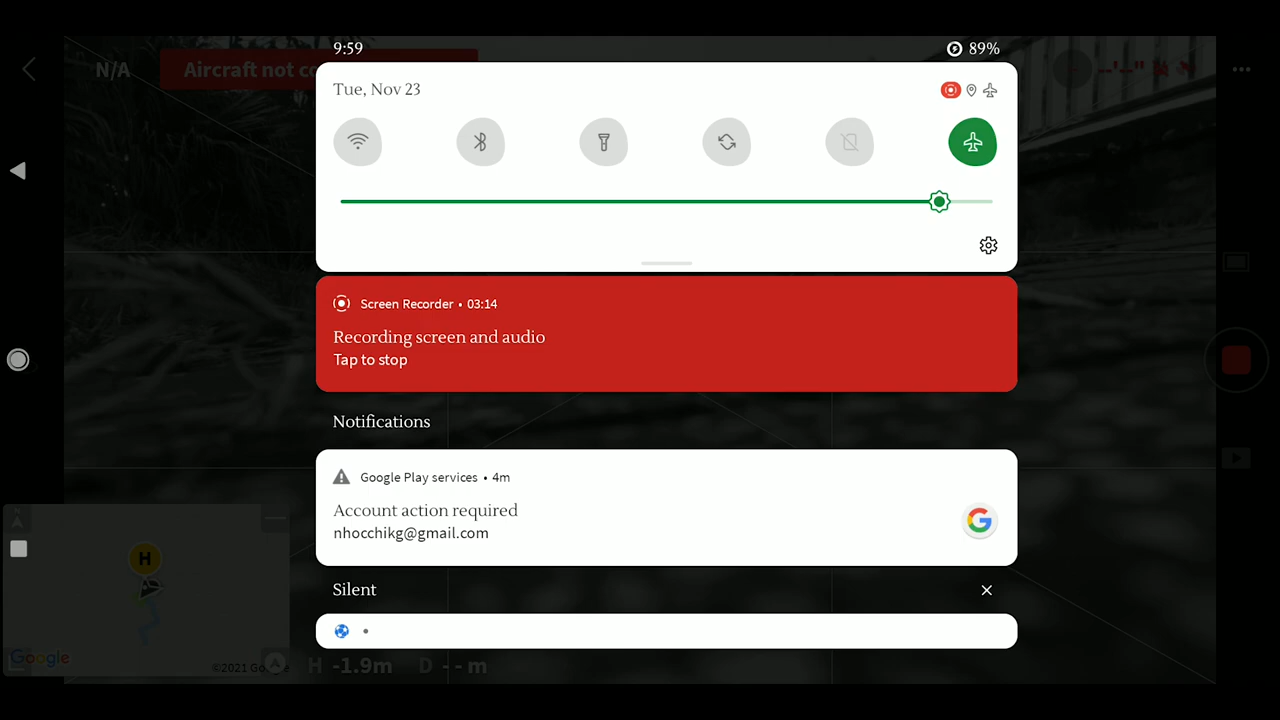 9:59
89%
N/A
Aircraft not co
Tue, Nov 23
Screen Recorder • 03:14
Recording screen and audio
Tap to stop
Notifications
Google Play services • 4m
Account action required
nhocchikg@gmail.com
Silent
N
H
Google
©2021 Google
H -1.9m D - - m